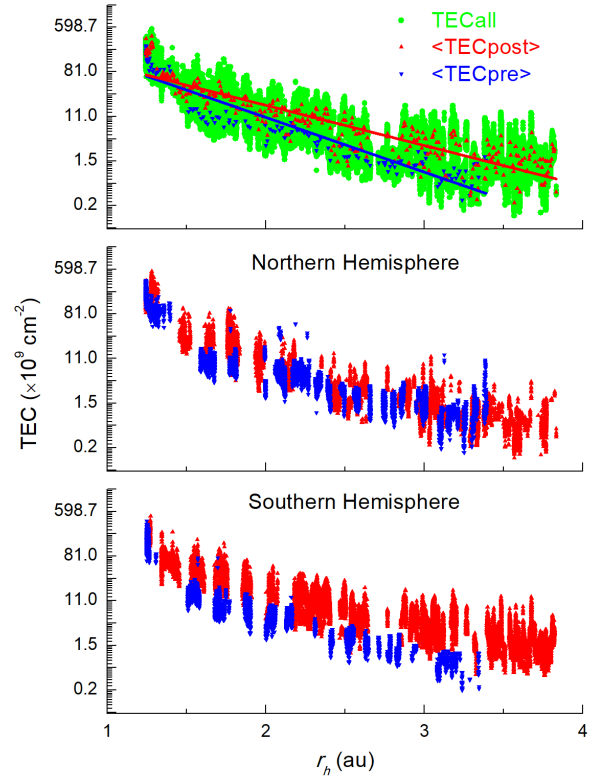 TECall
<TECpost>
<TECpre>
598.7
81.0
11.0
1.5
0.2
Northern Hemisphere
598.7
81.0
11.0
1.5
0.2
TEC (×10⁹ cm⁻²)
Southern Hemisphere
598.7
81.0
11.0
1.5
0.2
1 2 3 4
r_h (au)